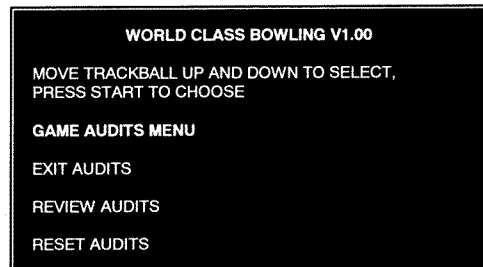 WORLD CLASS BOWLING V1.00
MOVE TRACKBALL UP AND DOWN TO SELECT,
PRESS START TO CHOOSE
GAME AUDITS MENU
EXIT AUDITS
REVIEW AUDITS
RESET AUDITS